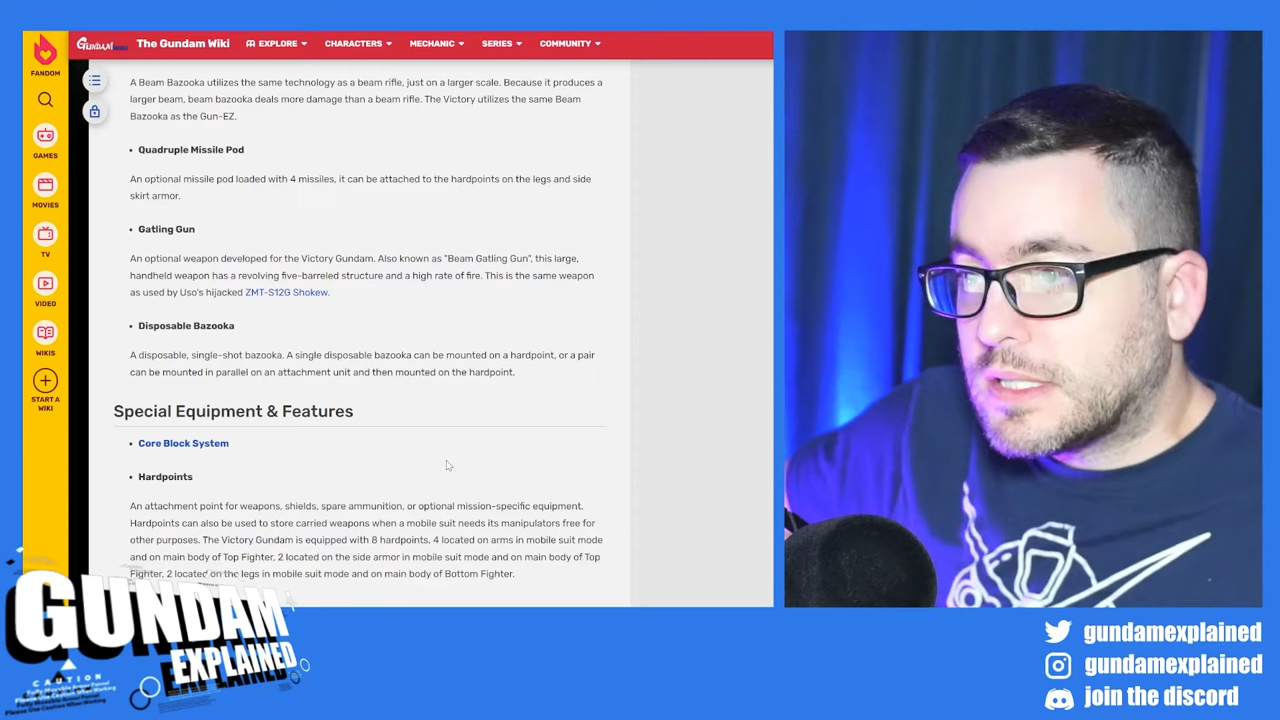 GUNDAM
The Gundam Wiki
EXPLORE
CHARACTERS
MECHANIC
SERIES
COMMUNITY
FANDOM
GAMES
MOVIES
TV
VIDEO
WIKIS
START A
WIKI
A Beam Bazooka utilizes the same technology as a beam rifle, just on a larger scale. Because it produces a
larger beam, beam bazooka deals more damage than a beam rifle. The Victory utilizes the same Beam
Bazooka as the Gun-EZ.
• Quadruple Missile Pod
An optional missile pod loaded with 4 missiles, it can be attached to the hardpoints on the legs and side
skirt armor.
• Gatling Gun
An optional weapon developed for the Victory Gundam. Also known as "Beam Gatling Gun", this large,
handheld weapon has a revolving five-barreled structure and a high rate of fire. This is the same weapon
as used by Uso's hijacked ZMT-S12G Shokew.
• Disposable Bazooka
A disposable, single-shot bazooka. A single disposable bazooka can be mounted on a hardpoint, or a pair
can be mounted in parallel on an attachment unit and then mounted on the hardpoint.
Special Equipment & Features
• Core Block System
• Hardpoints
An attachment point for weapons, shields, spare ammunition, or optional mission-specific equipment.
Hardpoints can also be used to store carried weapons when a mobile suit needs its manipulators free for
other purposes. The Victory Gundam is equipped with 8 hardpoints, 4 located on arms in mobile suit mode
and on main body of Top Fighter, 2 located on the side armor in mobile suit mode and on main body of Top
Fighter, 2 located on the legs in mobile suit mode and on main body of Bottom Fighter.
GUNDAM
EXPLAINED
CAUTION
Fully Moveable Armor Funnel
Please Use Caution When Working
gundamexplained
gundamexplained
join the discord